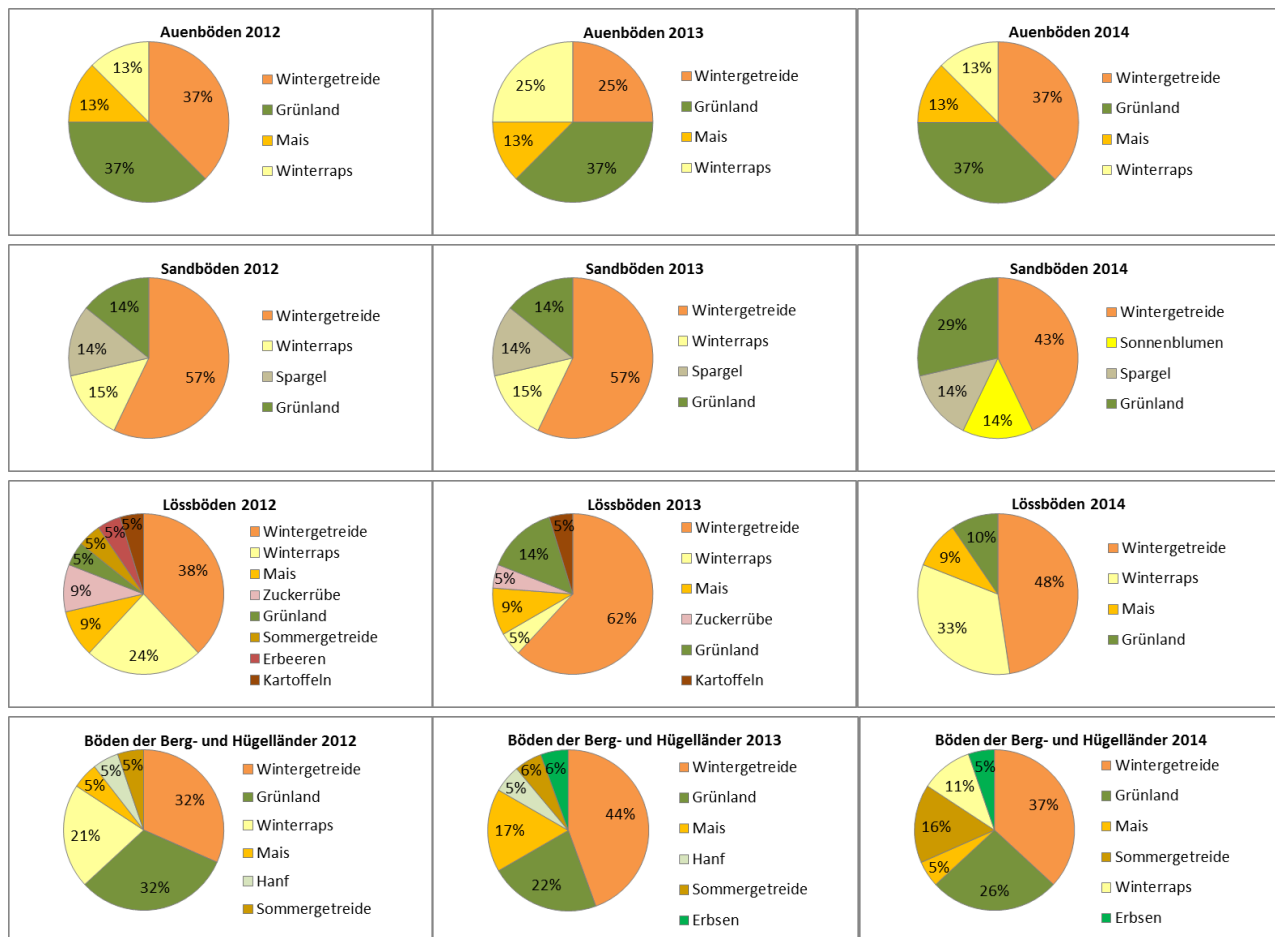 Auenböden 2012
13%
37%
13%
37%
Wintergetreide
Grünland
Mais
Winterraps
Auenböden 2013
25%
25%
13%
37%
Wintergetreide
Grünland
Mais
Winterraps
Auenböden 2014
13%
37%
13%
37%
Wintergetreide
Grünland
Mais
Winterraps
Sandböden 2012
14%
14%
57%
15%
Wintergetreide
Winterraps
Spargel
Grünland
Sandböden 2013
14%
14%
57%
15%
Wintergetreide
Winterraps
Spargel
Grünland
Sandböden 2014
29%
43%
14%
14%
Wintergetreide
Sonnenblumen
Spargel
Grünland
Lössböden 2012
5%
5%
5%
5%
38%
9%
9%
24%
Wintergetreide
Winterraps
Mais
Zuckerrübe
Grünland
Sommergetreide
Erbeeren
Kartoffeln
Lössböden 2013
5%
14%
5%
9%
62%
5%
Wintergetreide
Winterraps
Mais
Zuckerrübe
Grünland
Kartoffeln
Lössböden 2014
10%
9%
48%
33%
Wintergetreide
Winterraps
Mais
Grünland
Böden der Berg- und Hügelländer 2012
5%
5%
5%
32%
21%
32%
Wintergetreide
Grünland
Winterraps
Mais
Hanf
Sommergetreide
Böden der Berg- und Hügelländer 2013
6%
6%
5%
44%
17%
22%
Wintergetreide
Grünland
Mais
Hanf
Sommergetreide
Erbsen
Böden der Berg- und Hügelländer 2014
5%
11%
37%
16%
5%
26%
Wintergetreide
Grünland
Mais
Sommergetreide
Winterraps
Erbsen